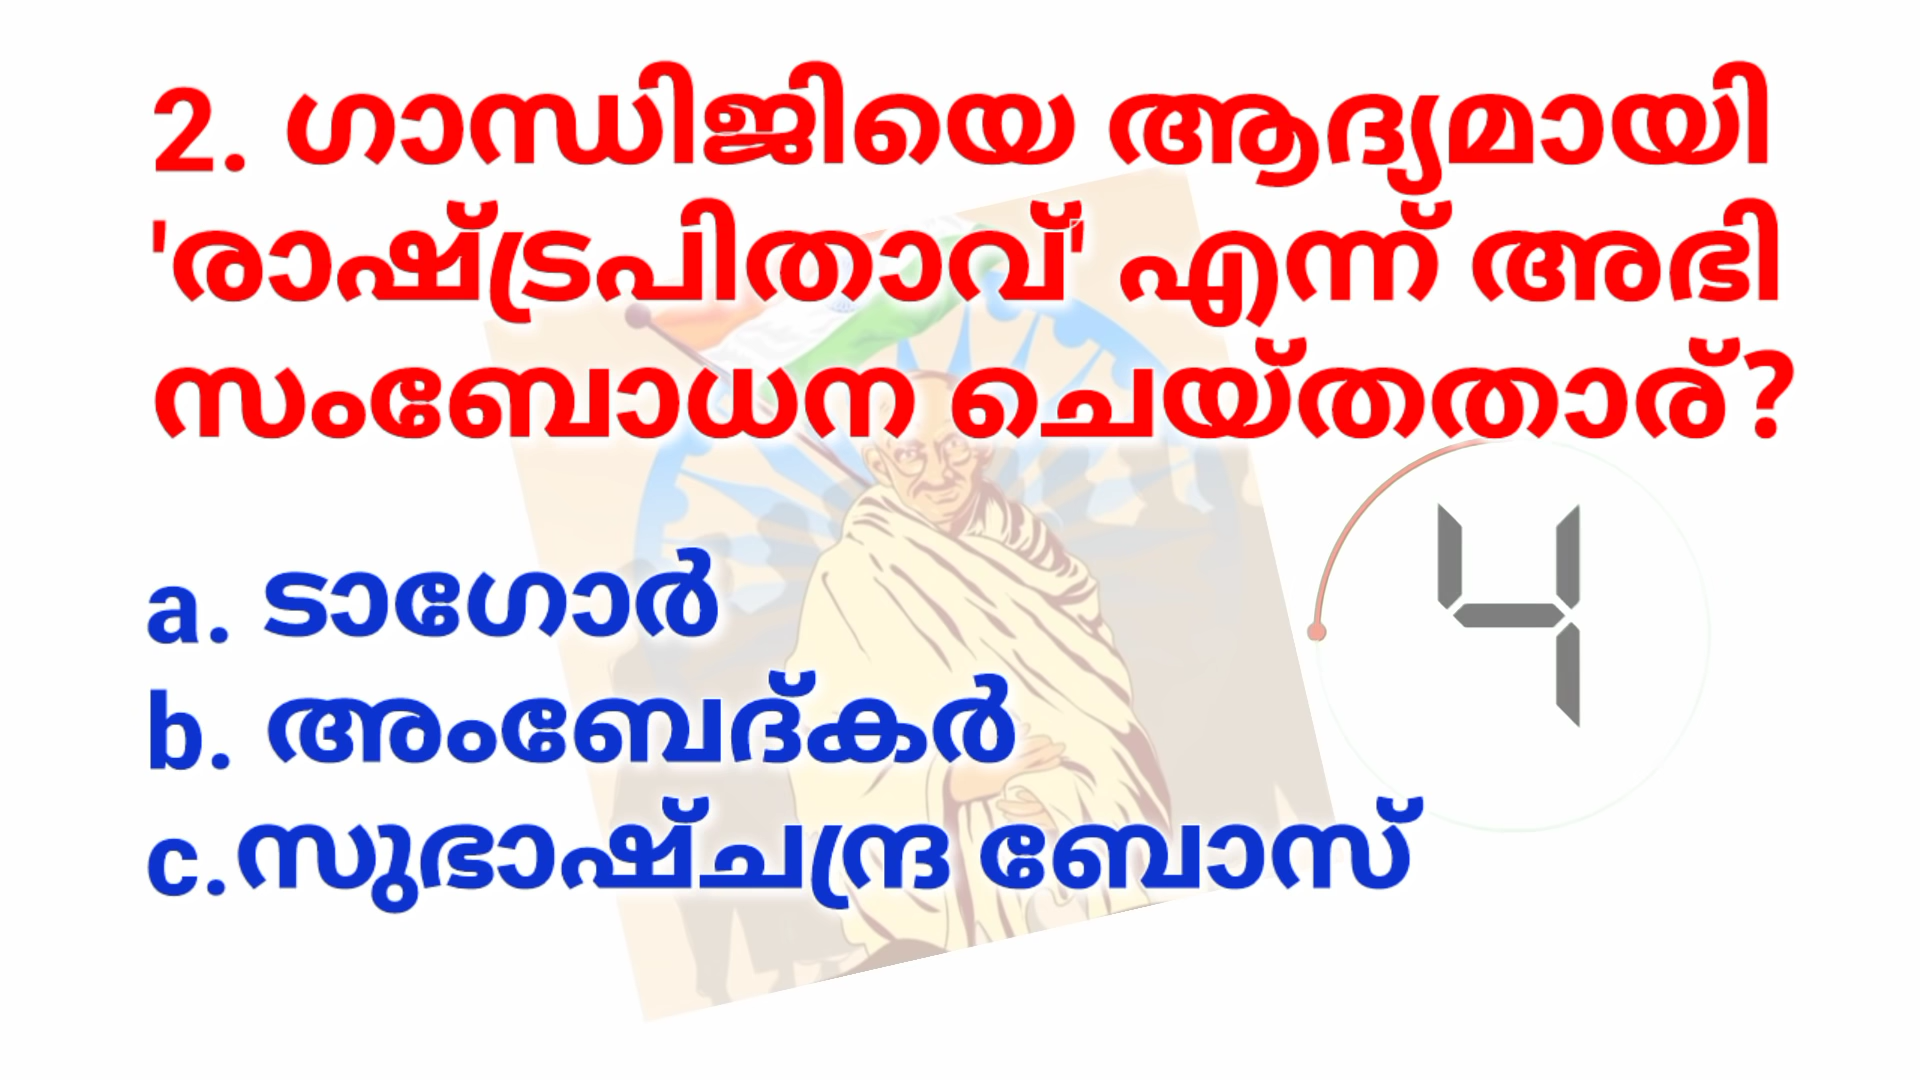 2. ഗാന്ധിജിയെ ആദ്യമായി
'രാഷ്ട്രപിതാവ്' എന്ന് അഭി
സംബോധന ചെയ്തതാര്?
4
a. ടാഗോർ
b. അംബേദ്കർ
c.സുഭാഷ്ചന്ദ്ര ബോസ്